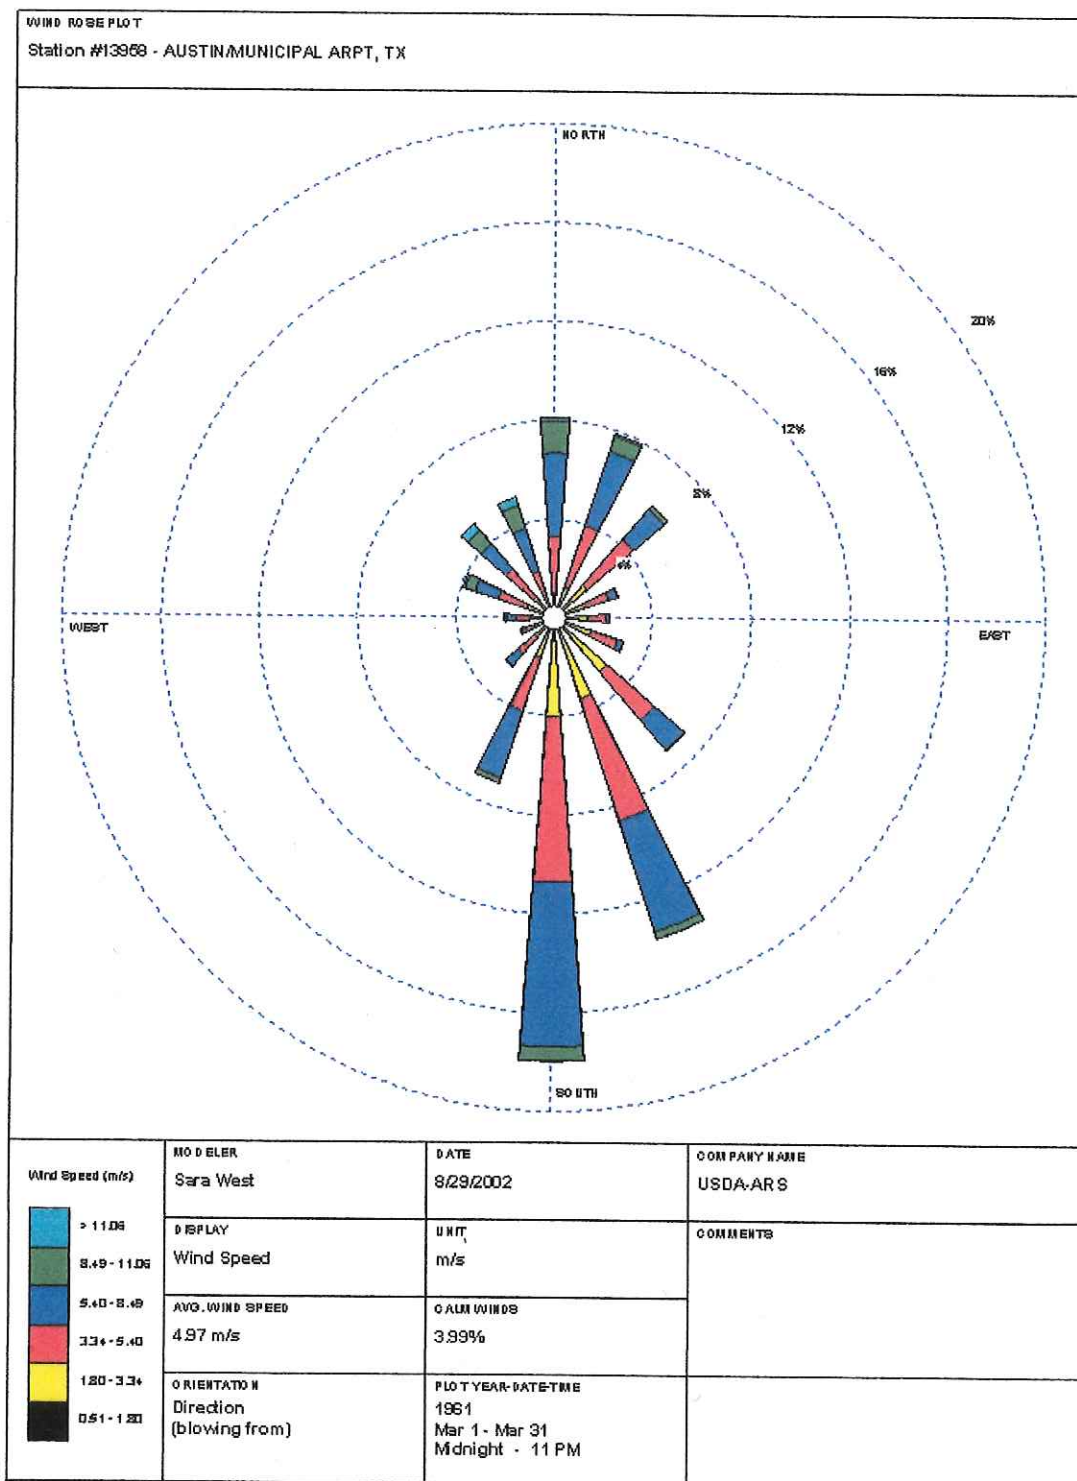 WIND ROSE PLOT
Station #13958 - AUSTIN/MUNICIPAL ARPT, TX
NORTH
20%
16%
12%
8%
4%
WEST
EAST
SOUTH
Wind Speed (m/s)
> 11.06
8.49 - 11.06
5.40 - 8.49
3.34 - 5.40
1.80 - 3.34
0.51 - 1.80
MODELER
Sara West
DATE
8/29/2002
COMPANY NAME
USDA-ARS
DISPLAY
Wind Speed
UNIT
m/s
COMMENTS
AVG. WIND SPEED
4.97 m/s
CALM WINDS
3.99%
ORIENTATION
Direction
(blowing from)
PLOT YEAR-DATE-TIME
1961
Mar 1 - Mar 31
Midnight - 11 PM